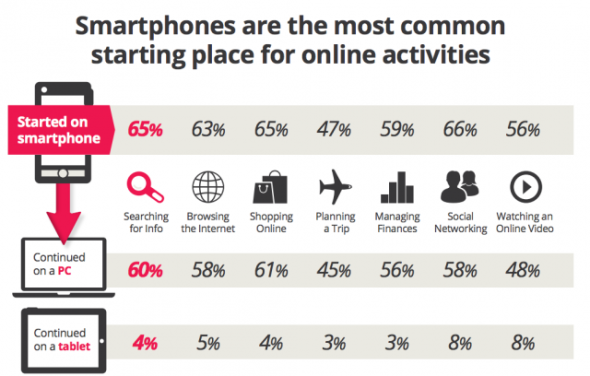 Smartphones are the most common
starting place for online activities
Started on
smartphone
65% 63% 65% 47% 59% 66% 56%
Searching Browsing Shopping Planning Managing Social Watching an
for Info the Internet Online a Trip Finances Networking Online Video
Continued
on a PC
60% 58% 61% 45% 56% 58% 48%
Continued
on a tablet
4% 5% 4% 3% 3% 8% 8%